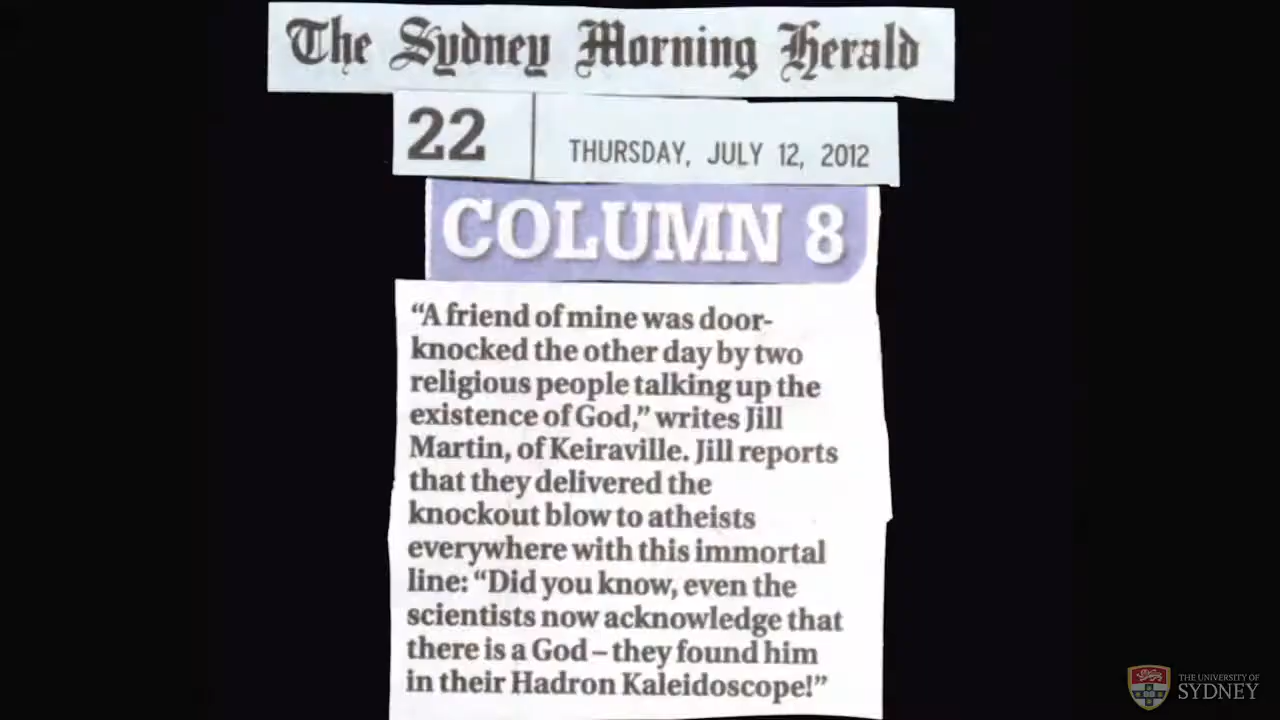 The Sydney Morning Herald
22
THURSDAY, JULY 12, 2012
COLUMN 8
“A friend of mine was door-
knocked the other day by two
religious people talking up the
existence of God,” writes Jill
Martin, of Keiraville. Jill reports
that they delivered the
knockout blow to atheists
everywhere with this immortal
line: “Did you know, even the
scientists now acknowledge that
there is a God – they found him
in their Hadron Kaleidoscope!”
THE UNIVERSITY OF
SYDNEY